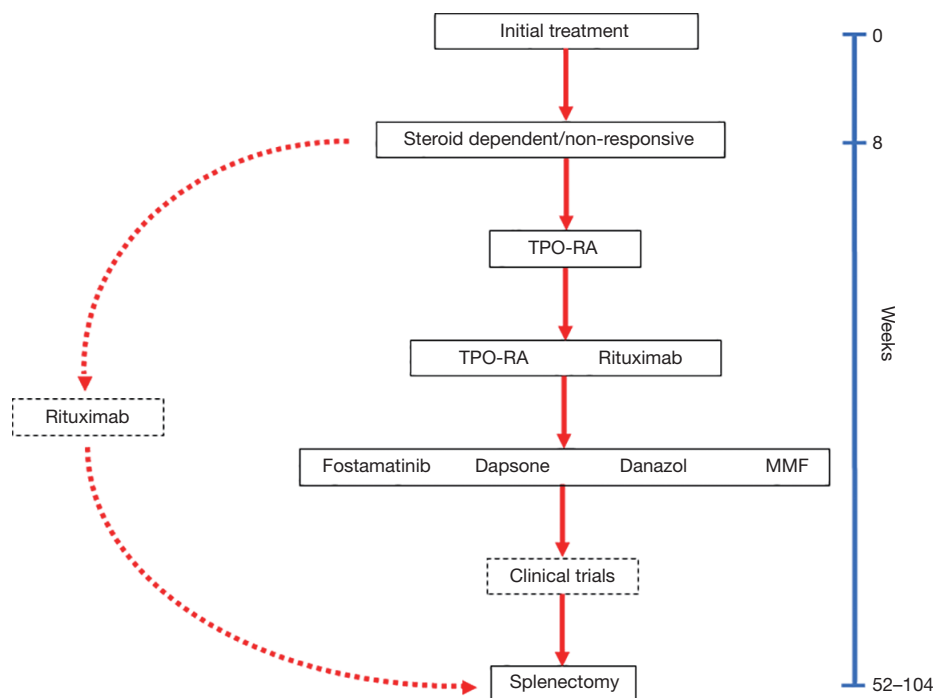 Initial treatment
0
Steroid dependent/non-responsive
8
TPO-RA
Weeks
TPO-RA Rituximab
Rituximab
Fostamatinib Dapsone Danazol MMF
Clinical trials
Splenectomy
52–104